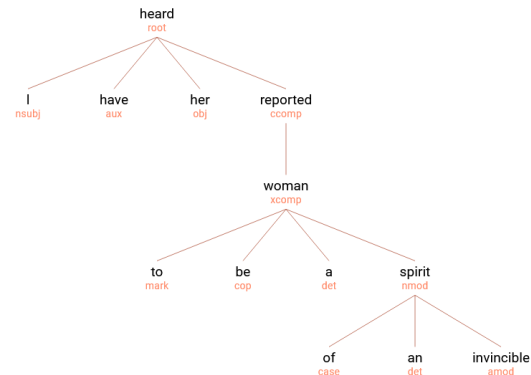 heard
root
I have her reported
nsubj aux obj ccomp
woman
xcomp
to be a spirit
mark cop det nmod
of an invincible
case det amod